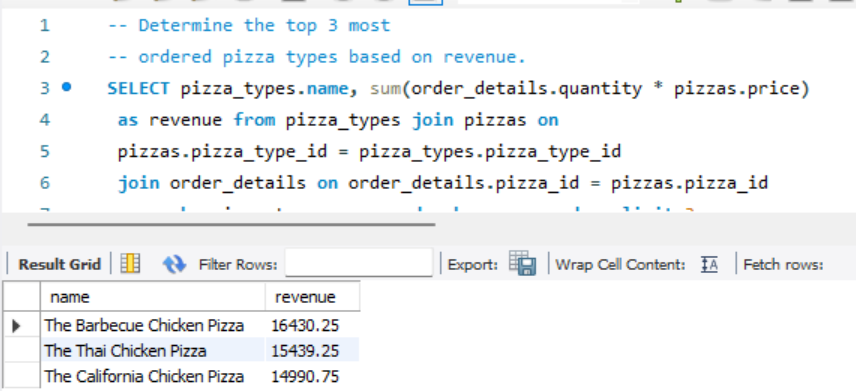 1 -- Determine the top 3 most
2 -- ordered pizza types based on revenue.
3 SELECT pizza_types.name, sum(order_details.quantity * pizzas.price)
4 as revenue from pizza_types join pizzas on
5 pizzas.pizza_type_id = pizza_types.pizza_type_id
6 join order_details on order_details.pizza_id = pizzas.pizza_id
Result Grid Filter Rows: Export: Wrap Cell Content: Fetch rows:
name revenue
The Barbecue Chicken Pizza 16430.25
The Thai Chicken Pizza 15439.25
The California Chicken Pizza 14990.75